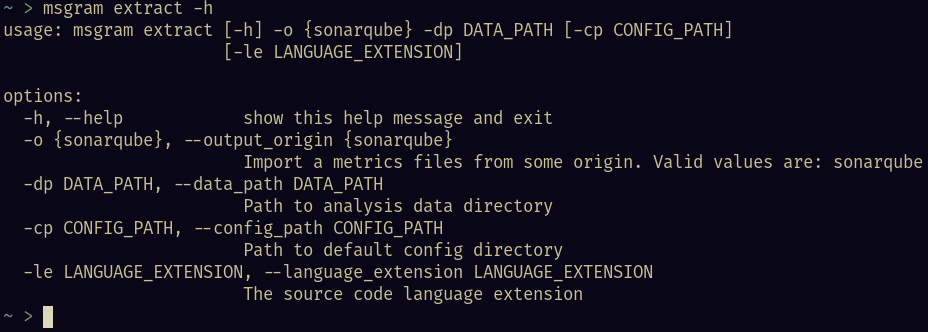 ~ > msgram extract -h
usage: msgram extract [-h] -o {sonarqube} -dp DATA_PATH [-cp CONFIG_PATH]
                      [-le LANGUAGE_EXTENSION]

options:
  -h, --help            show this help message and exit
  -o {sonarqube}, --output_origin {sonarqube}
                        Import a metrics files from some origin. Valid values are: sonarqube
  -dp DATA_PATH, --data_path DATA_PATH
                        Path to analysis data directory
  -cp CONFIG_PATH, --config_path CONFIG_PATH
                        Path to default config directory
  -le LANGUAGE_EXTENSION, --language_extension LANGUAGE_EXTENSION
                        The source code language extension
~ >